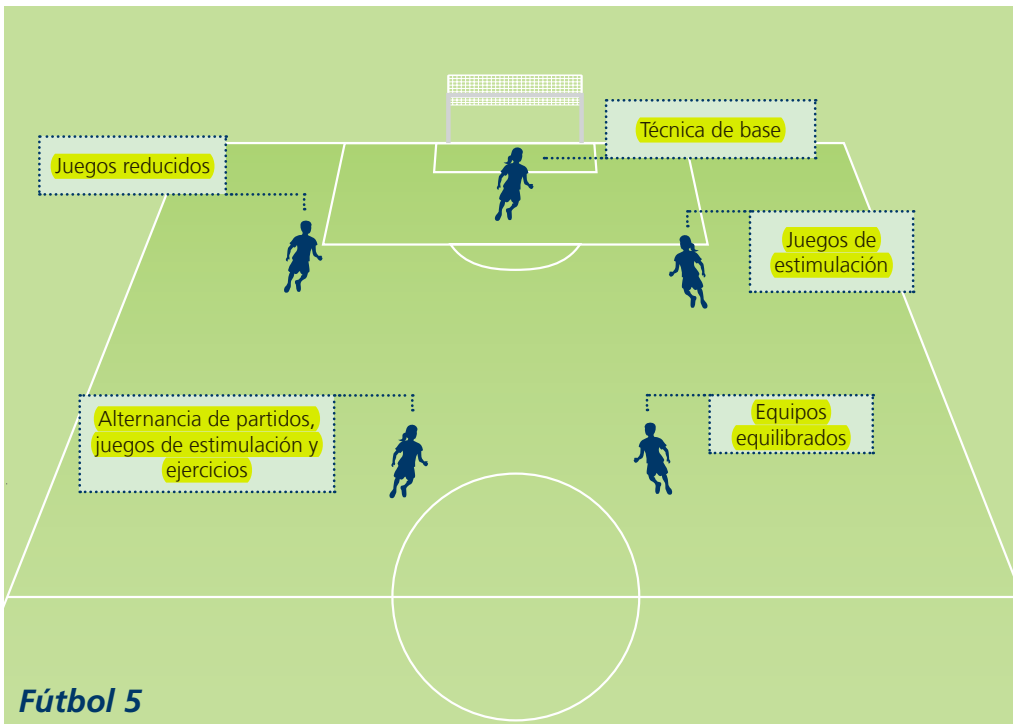 Técnica de base
Juegos reducidos
Juegos de
estimulación
Alternancia de partidos,
juegos de estimulación y
ejercicios
Equipos
equilibrados
Fútbol 5